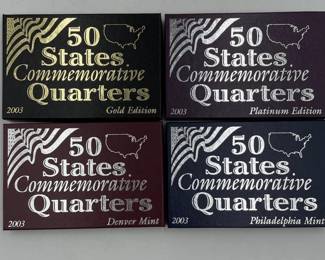 50
States
Commemorative
Quarters
2003
Gold Edition
50
States
Commemorative
Quarters
2003
Platinum Edition
50
States
Commemorative
Quarters
2003
Denver Mint
50
States
Commemorative
Quarters
2003
Philadelphia Mint